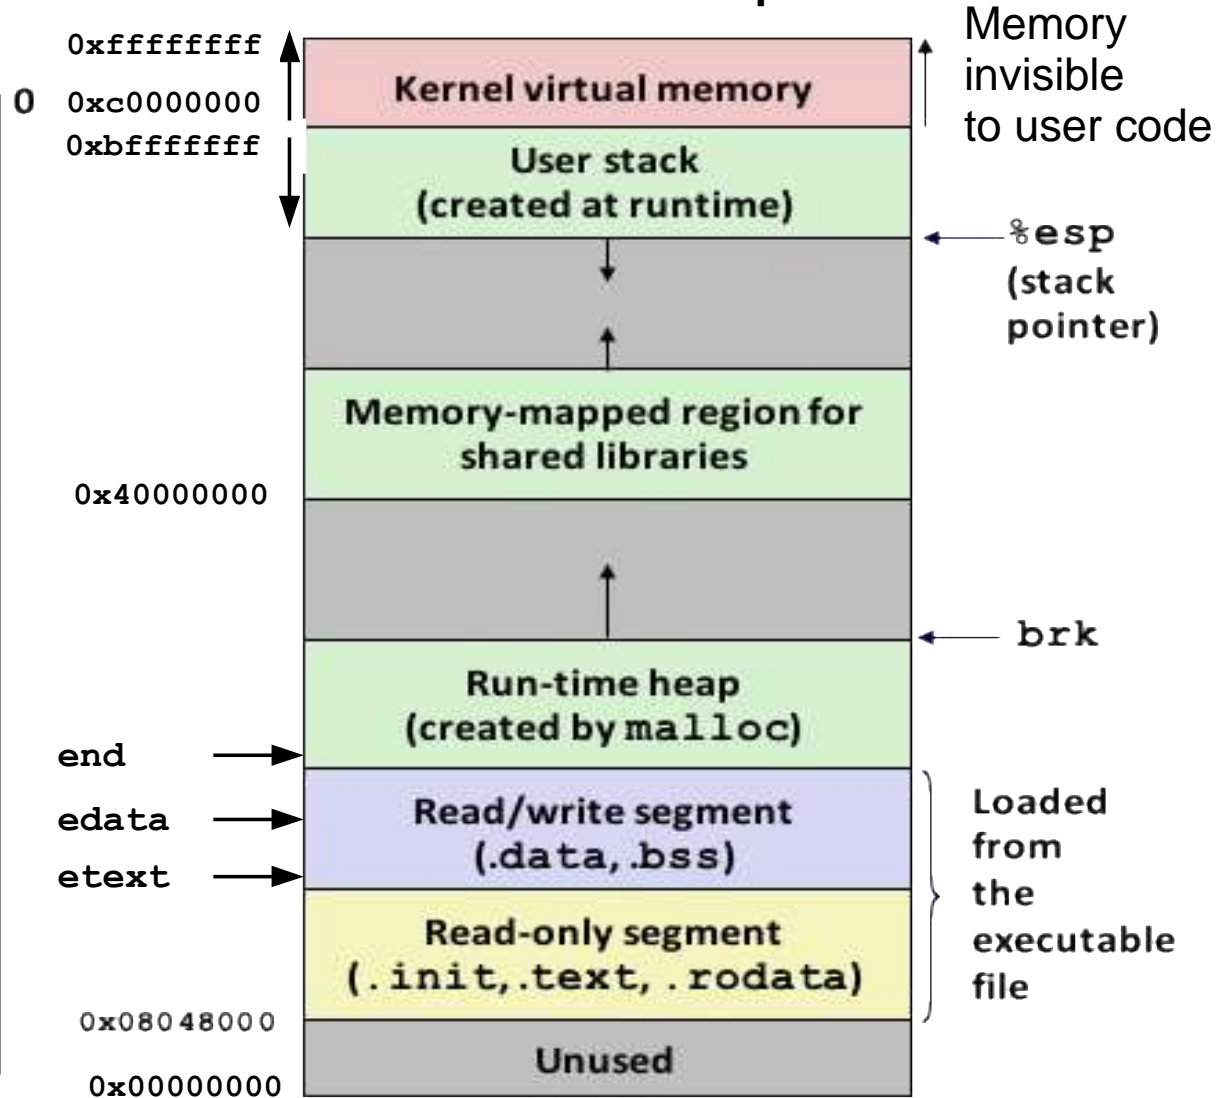 Memory
invisible
to user code
0xffffffff
0 0xc0000000
0xbfffffff
Kernel virtual memory
User stack
(created at runtime)
%esp
(stack
pointer)
Memory-mapped region for
shared libraries
0x40000000
brk
Run-time heap
(created by malloc)
end
edata
etext
Read/write segment
(.data, .bss)
Loaded
from
the
executable
file
Read-only segment
(.init, .text, .rodata)
0x08048000
Unused
0x00000000